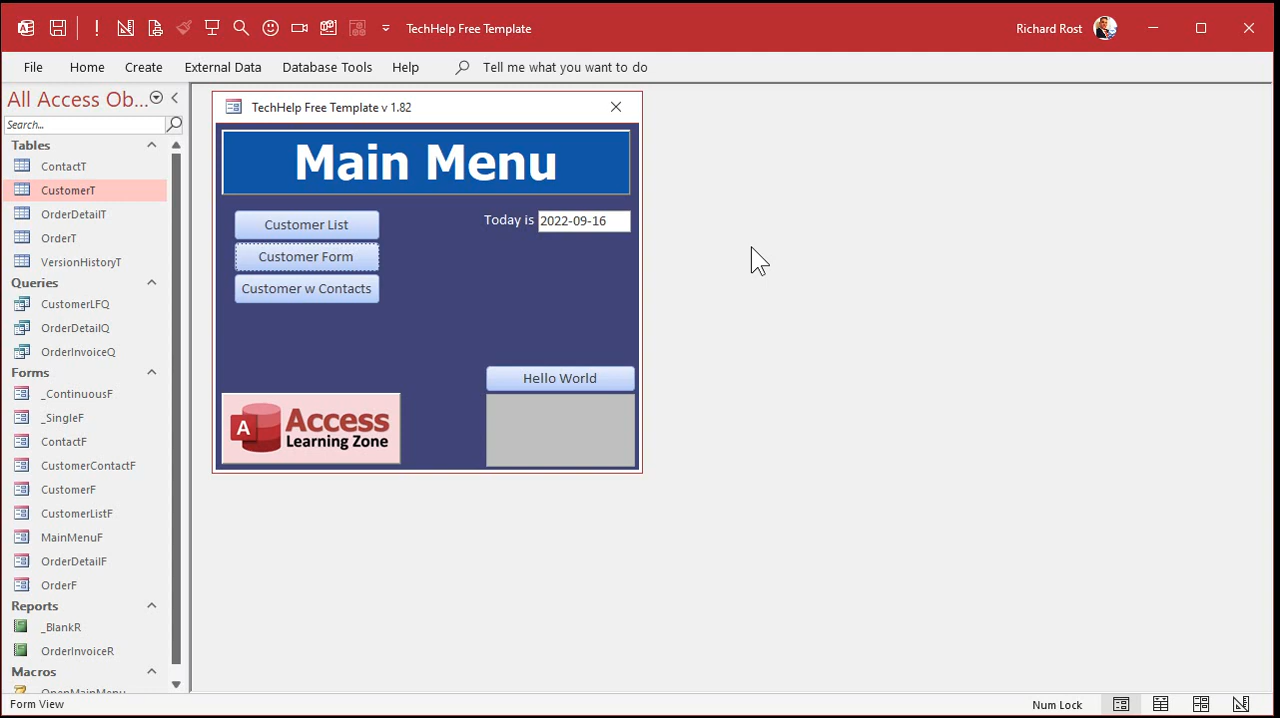 TechHelp Free Template
Richard Rost
File Home Create External Data Database Tools Help Tell me what you want to do
All Access Ob...
Search...
Tables
ContactT
CustomerT
OrderDetailT
OrderT
VersionHistoryT
Queries
CustomerLFQ
OrderDetailQ
OrderInvoiceQ
Forms
_ContinuousF
_SingleF
ContactF
CustomerContactF
CustomerF
CustomerListF
MainMenuF
OrderDetailF
OrderF
Reports
_BlankR
OrderInvoiceR
Macros
OpenMainMenu
TechHelp Free Template v 1.82
Main Menu
Customer List
Today is 2022-09-16
Customer Form
Customer w Contacts
Hello World
A Access
Learning Zone
Form View
Num Lock